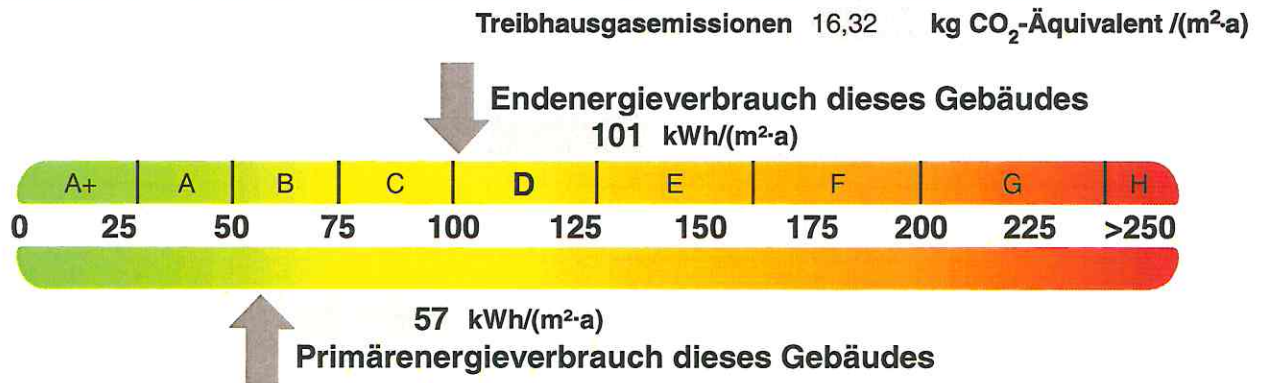 Treibhausgasemissionen 16,32 kg CO₂-Äquivalent /(m²·a)
Endenergieverbrauch dieses Gebäudes
101 kWh/(m²·a)
A+ A B C D E F G H
0 25 50 75 100 125 150 175 200 225 >250
57 kWh/(m²·a)
Primärenergieverbrauch dieses Gebäudes